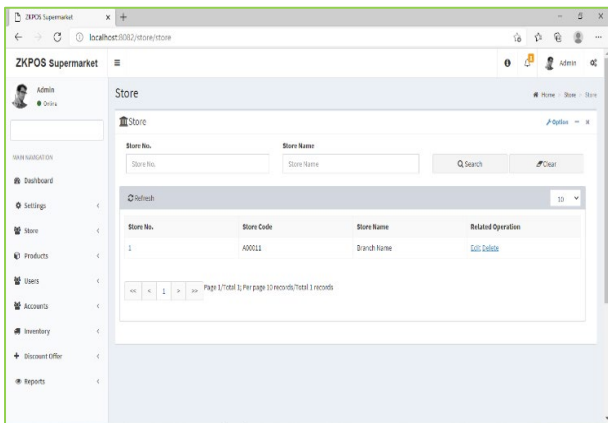 ZKPOS Supermarket
localhost:8082/store/store
ZKPOS Supermarket
Admin
Admin
Online
Store
Home / Store / Store
Store
Option
Store No.
Store Name
Store No.
Store Name
Search
Clear
MAIN NAVIGATION
Dashboard
Settings
Store
Products
Users
Accounts
Inventory
Discount Offer
Reports
Refresh
10
Store No.
Store Code
Store Name
Related Operation
1
A00011
Branch Name
Edit Delete
<< < 1 > >> Page 1/Total 1; Per page 10 records/Total 1 records